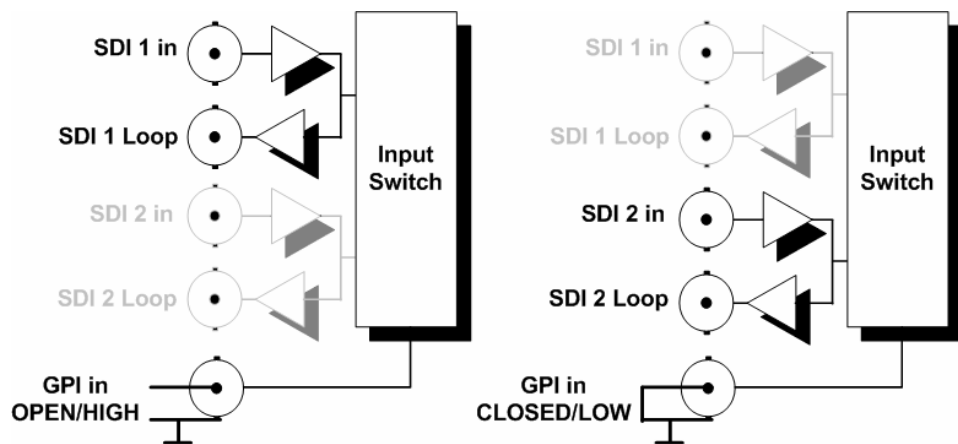 SDI 1 in
SDI 1 Loop
SDI 2 in
SDI 2 Loop
Input
Switch
GPI in
OPEN/HIGH
SDI 1 in
SDI 1 Loop
SDI 2 in
SDI 2 Loop
Input
Switch
GPI in
CLOSED/LOW